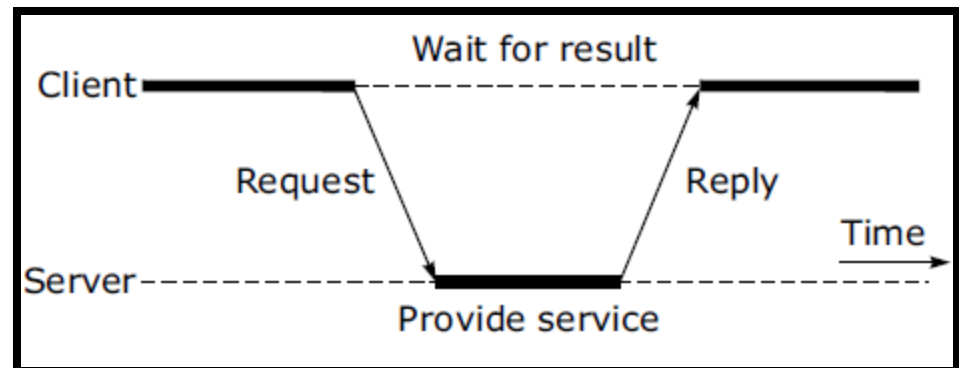 Wait for result
Client
Request
Reply
Time
Server
Provide service